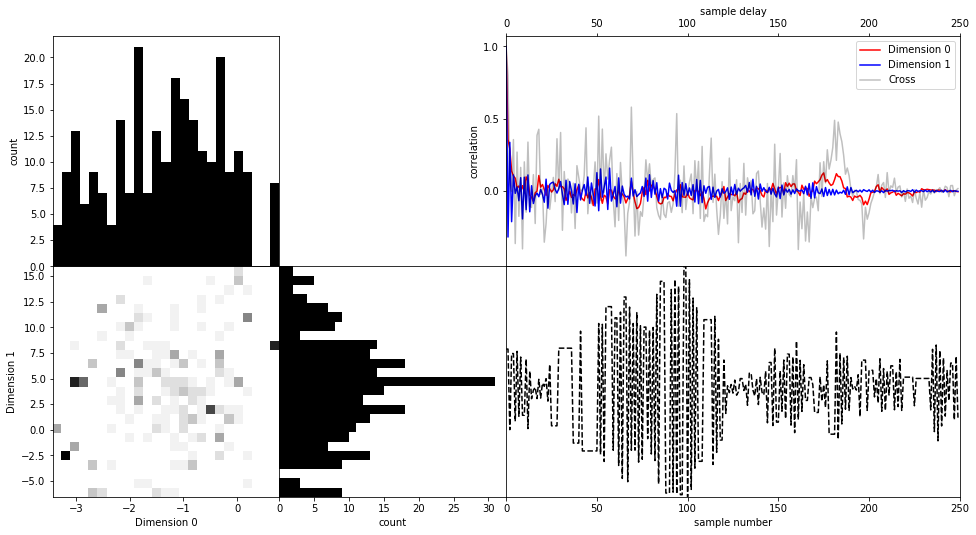 sample delay
0 50 100 150 200 250
20.0
17.5
15.0
12.5
10.0
7.5
5.0
2.5
0.0
count
1.0
0.5
0.0
correlation
Dimension 0
Dimension 1
Cross
15.0
12.5
10.0
7.5
5.0
2.5
0.0
−2.5
−5.0
Dimension 1
−3 −2 −1 0
Dimension 0
0 5 10 15 20 25 30
count
0 50 100 150 200 250
sample number